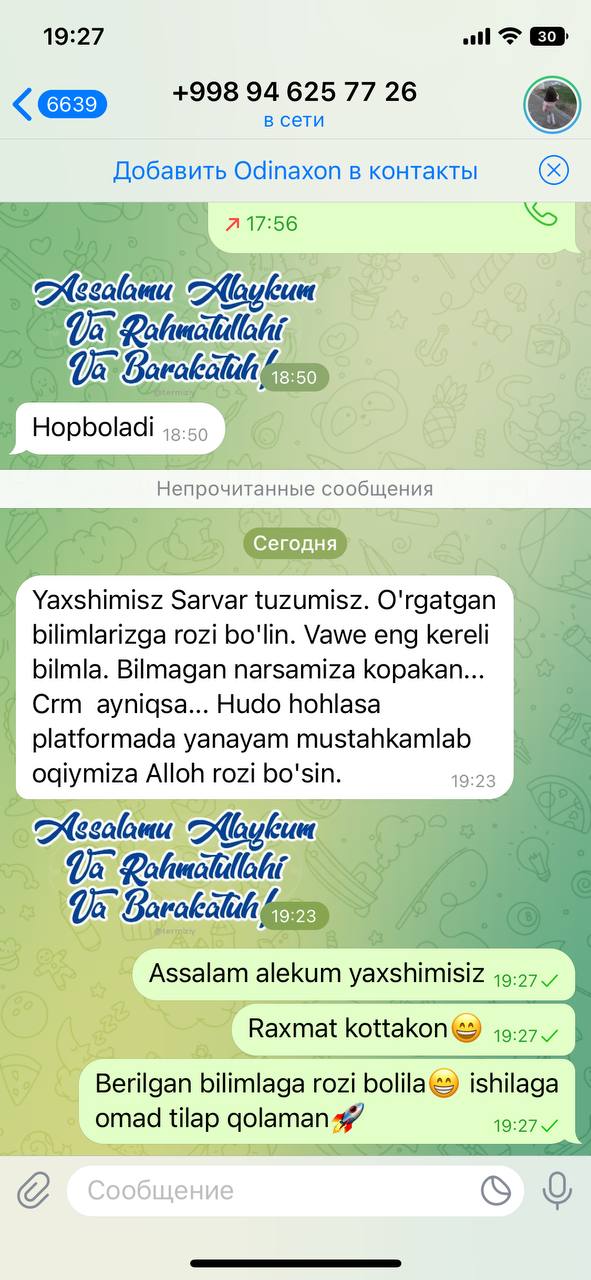 19:27
30
6639
+998 94 625 77 26
в сети
Добавить Odinaxon в контакты
17:56
Assalamu Alaykum
Va Rahmatullahi
Va Barakatuh!
18:50
@termiziy
Hopboladi 18:50
Непрочитанные сообщения
Сегодня
Yaxshimisz Sarvar tuzumisz. O'rgatgan
bilimlarizga rozi bo'lin. Vawe eng kereli
bilmla. Bilmagan narsamiza kopakan...
Crm ayniqsa... Hudo hohlasa
platformada yanayam mustahkamlab
oqiymiza Alloh rozi bo'sin. 19:23
Assalamu Alaykum
Va Rahmatullahi
Va Barakatuh!
19:23
@termiziy
Assalam alekum yaxshimisiz 19:27
Raxmat kottakon😄 19:27
Berilgan bilimlaga rozi bolila😁 ishilaga
omad tilap qolaman🚀 19:27
Сообщение